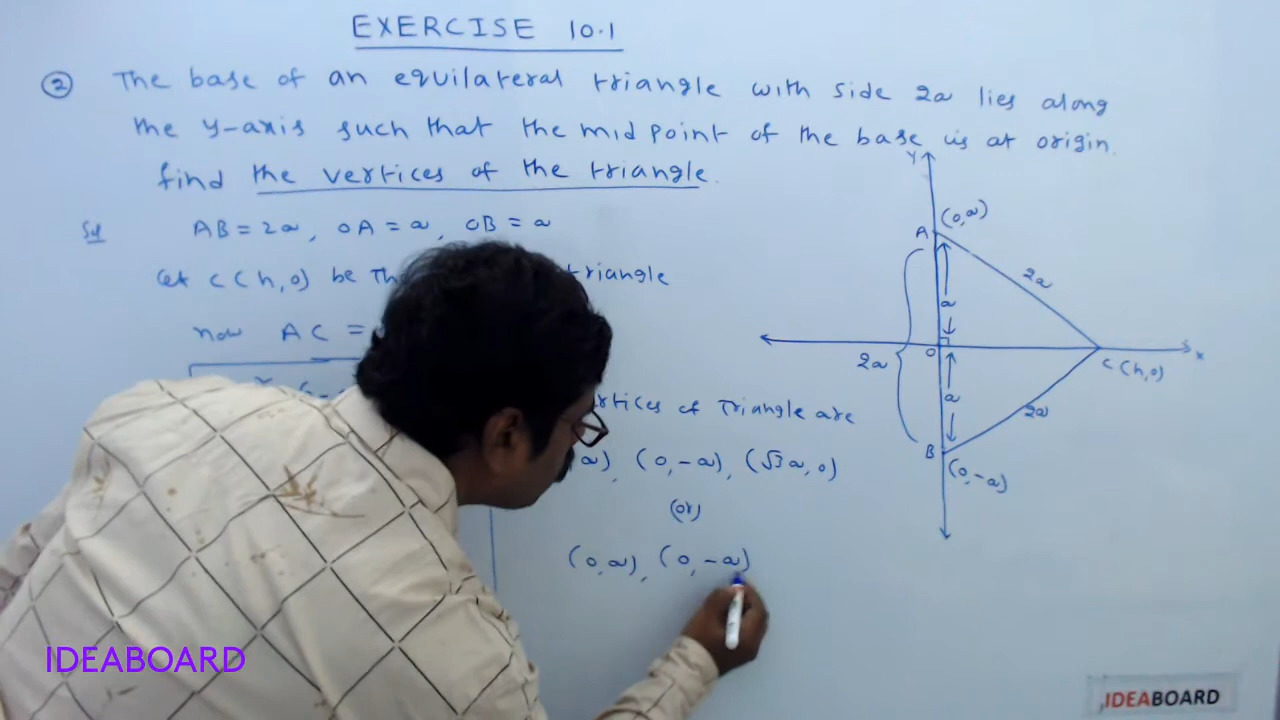 EXERCISE 10.1
② The base of an equilateral triangle with side 2a lies along
the y-axis such that the mid point of the base is at origin.
find the vertices of the triangle.
Sol AB = 2a, OA = a, OB = a
Let C(h,0) be the triangle
now AC =
vertices of Triangle are
a), (0,-a), (√3a,0)
(or)
(0,a), (0,-a)
Y
(0,a)
A
2a
a
O
X
2a
C(h,0)
a
2a
B
(0,-a)
IDEABOARD
IDEABOARD